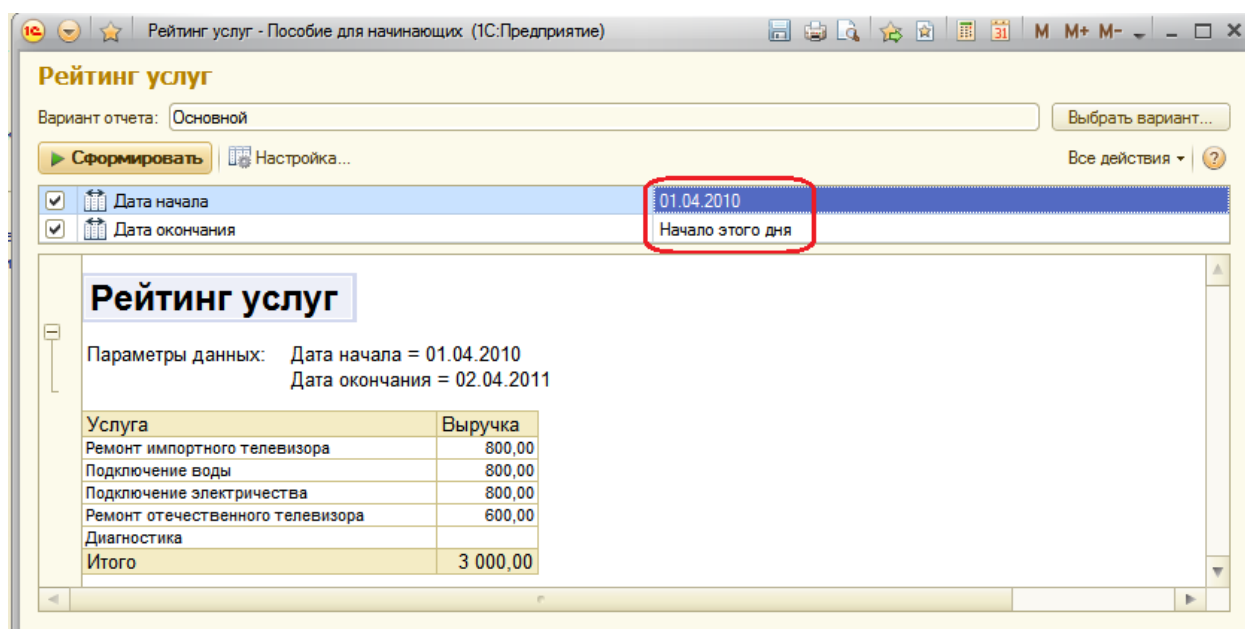 Рейтинг услуг - Пособие для начинающих (1С:Предприятие) 31 M M+ M-
Рейтинг услуг
Вариант отчета: Основной Выбрать вариант...
Сформировать Настройка... Все действия ?
Дата начала 01.04.2010
Дата окончания Начало этого дня
Рейтинг услуг
Параметры данных: Дата начала = 01.04.2010
Дата окончания = 02.04.2011
Услуга Выручка
Ремонт импортного телевизора 800,00
Подключение воды 800,00
Подключение электричества 800,00
Ремонт отечественного телевизора 600,00
Диагностика
Итого 3 000,00